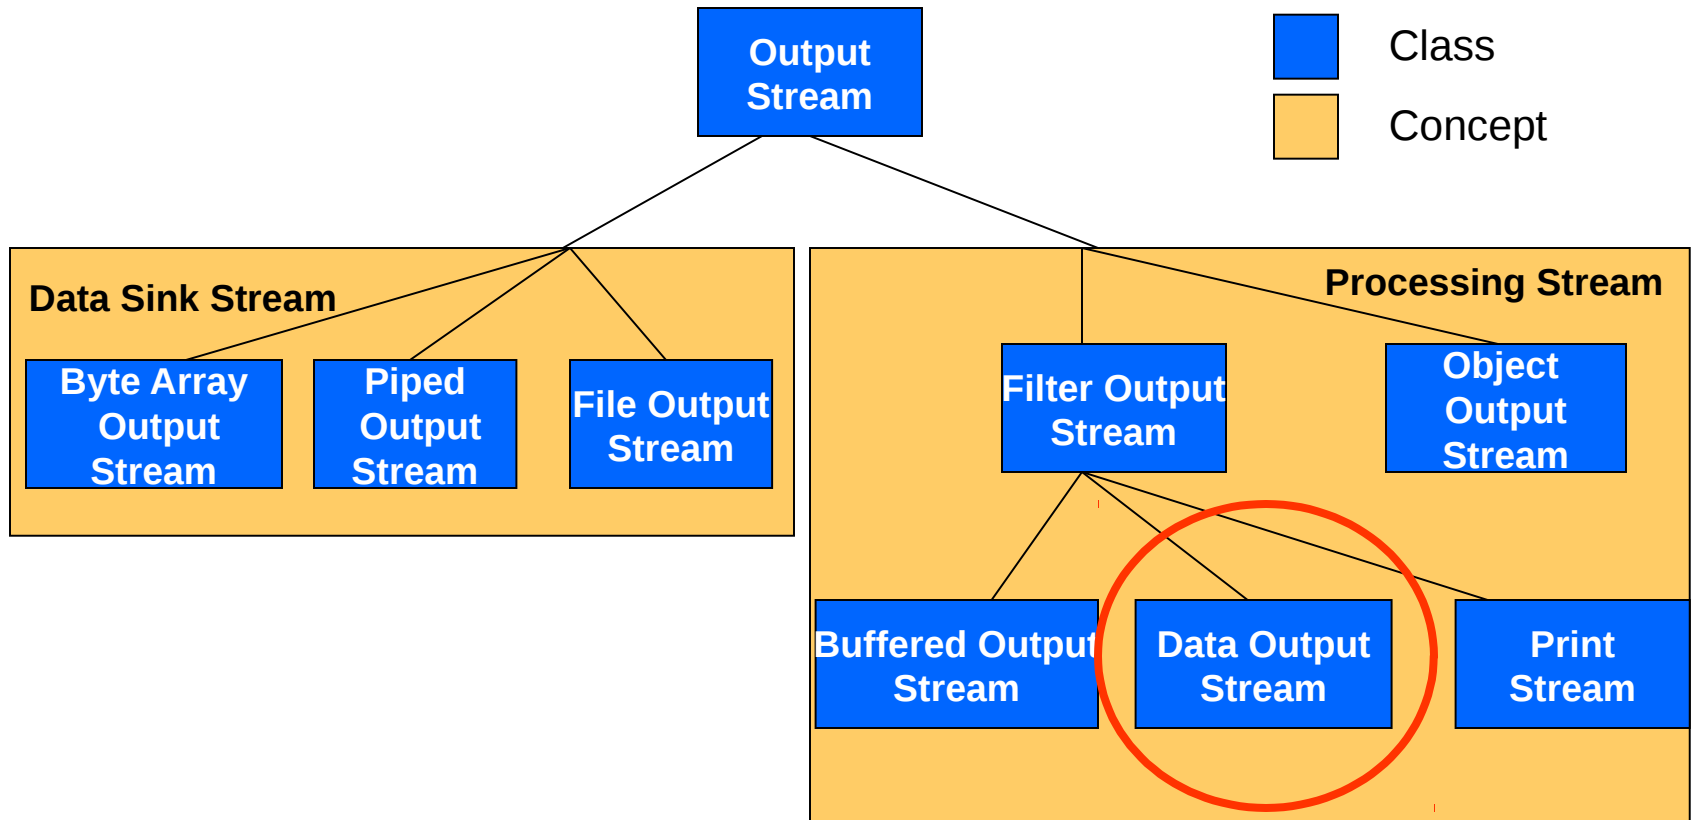 Output
Stream
Class
Concept
Data Sink Stream
Processing Stream
Byte Array
Output
Stream
Piped
Output
Stream
File Output
Stream
Filter Output
Stream
Object
Output
Stream
Buffered Output
Stream
Data Output
Stream
Print
Stream